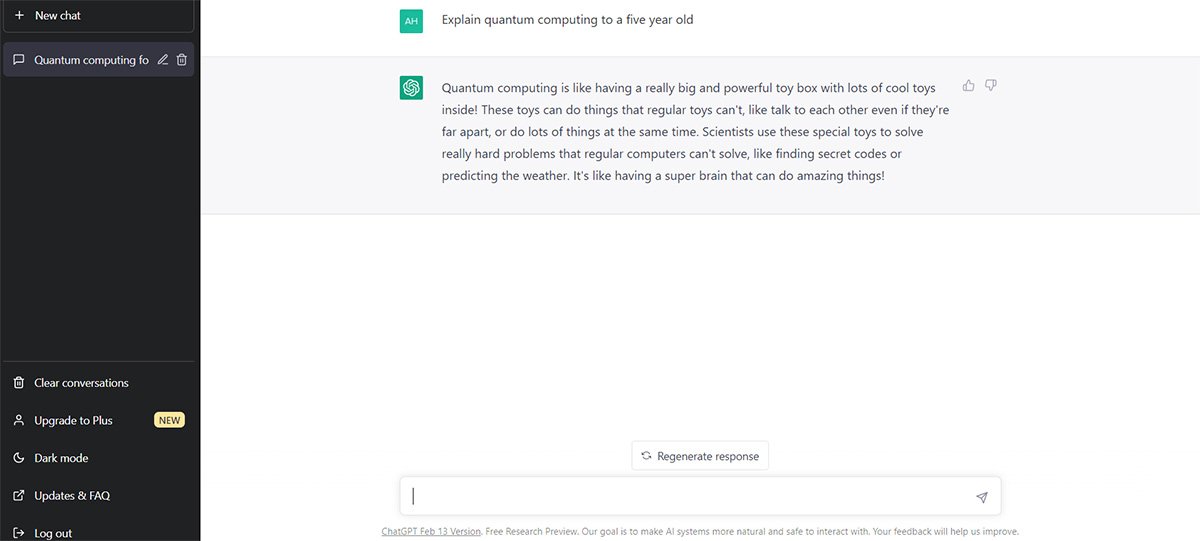 New chat
Quantum computing fo
Clear conversations
Upgrade to Plus NEW
Dark mode
Updates & FAQ
Log out
AH
Explain quantum computing to a five year old
Quantum computing is like having a really big and powerful toy box with lots of cool toys
inside! These toys can do things that regular toys can't, like talk to each other even if they're
far apart, or do lots of things at the same time. Scientists use these special toys to solve
really hard problems that regular computers can't solve, like finding secret codes or
predicting the weather. It's like having a super brain that can do amazing things!
Regenerate response
ChatGPT Feb 13 Version. Free Research Preview. Our goal is to make AI systems more natural and safe to interact with. Your feedback will help us improve.